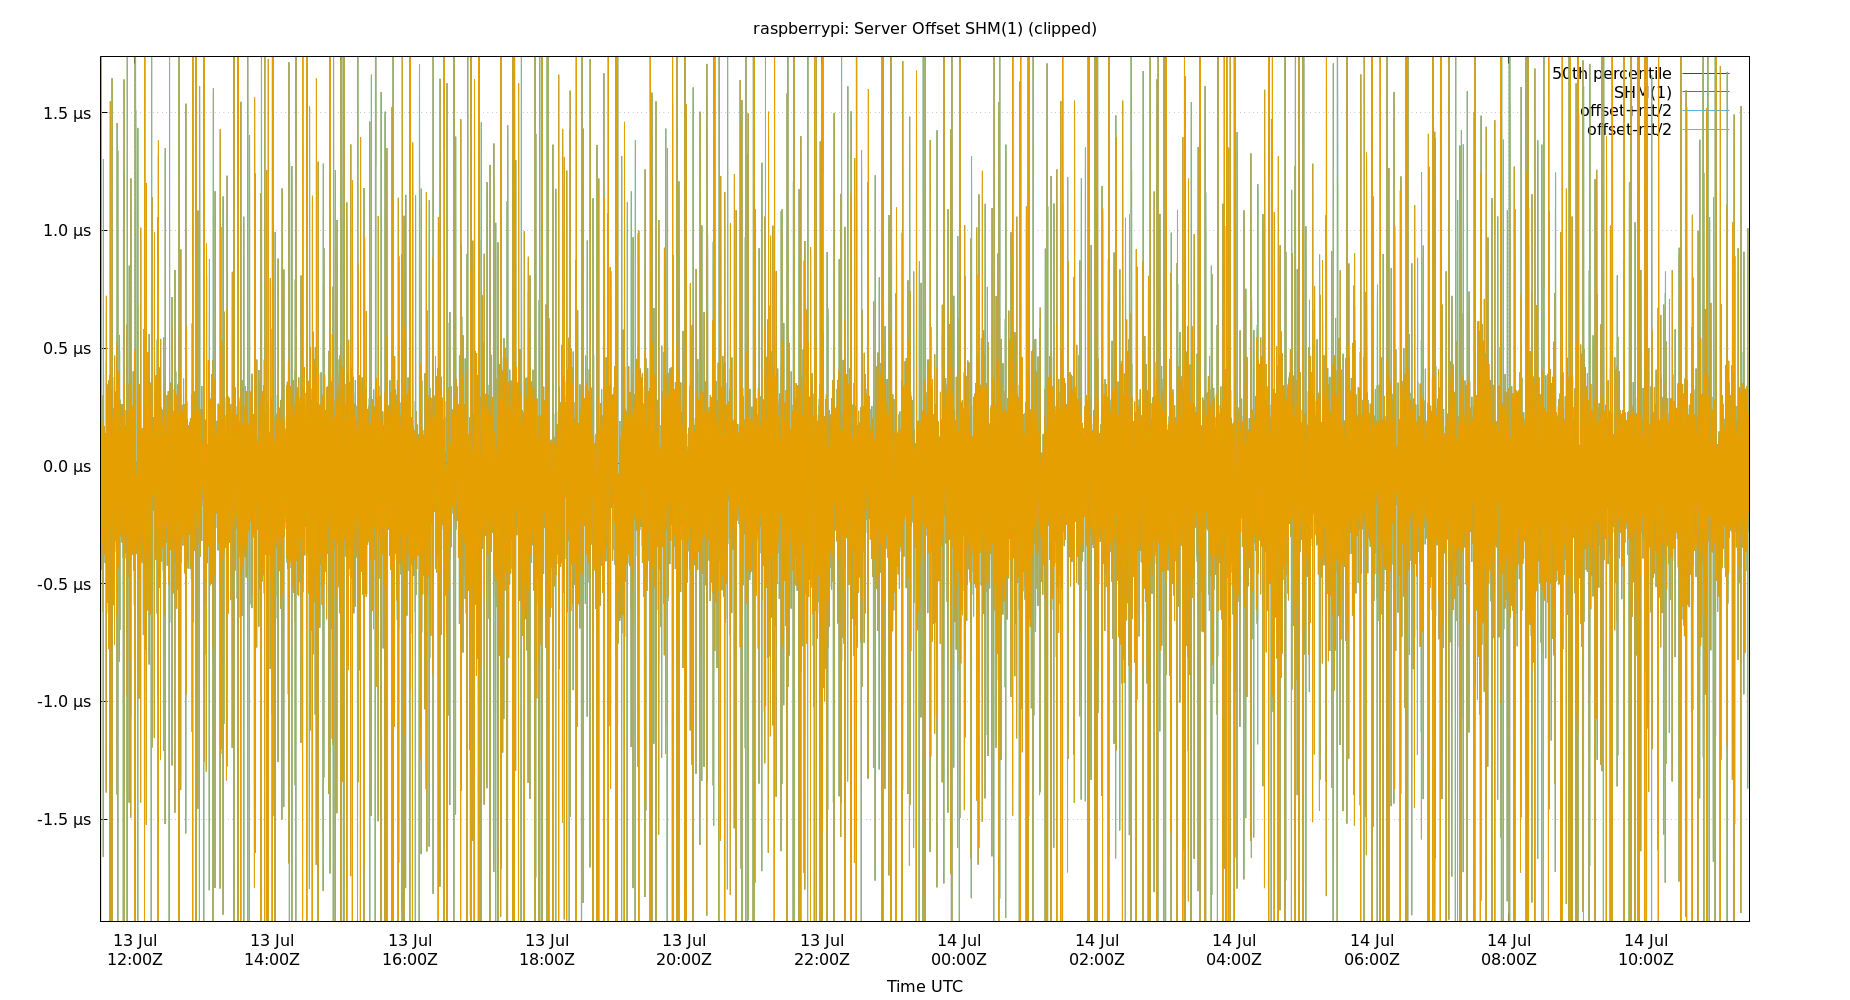 raspberrypi: Server Offset SHM(1) (clipped)
50th percentile
SHM(1)
offset+rtt/2
offset-rtt/2
1.5 µs
1.0 µs
0.5 µs
0.0 µs
-0.5 µs
-1.0 µs
-1.5 µs
13 Jul 13 Jul 13 Jul 13 Jul 13 Jul 13 Jul 14 Jul 14 Jul 14 Jul 14 Jul 14 Jul 14 Jul
12:00Z 14:00Z 16:00Z 18:00Z 20:00Z 22:00Z 00:00Z 02:00Z 04:00Z 06:00Z 08:00Z 10:00Z
Time UTC